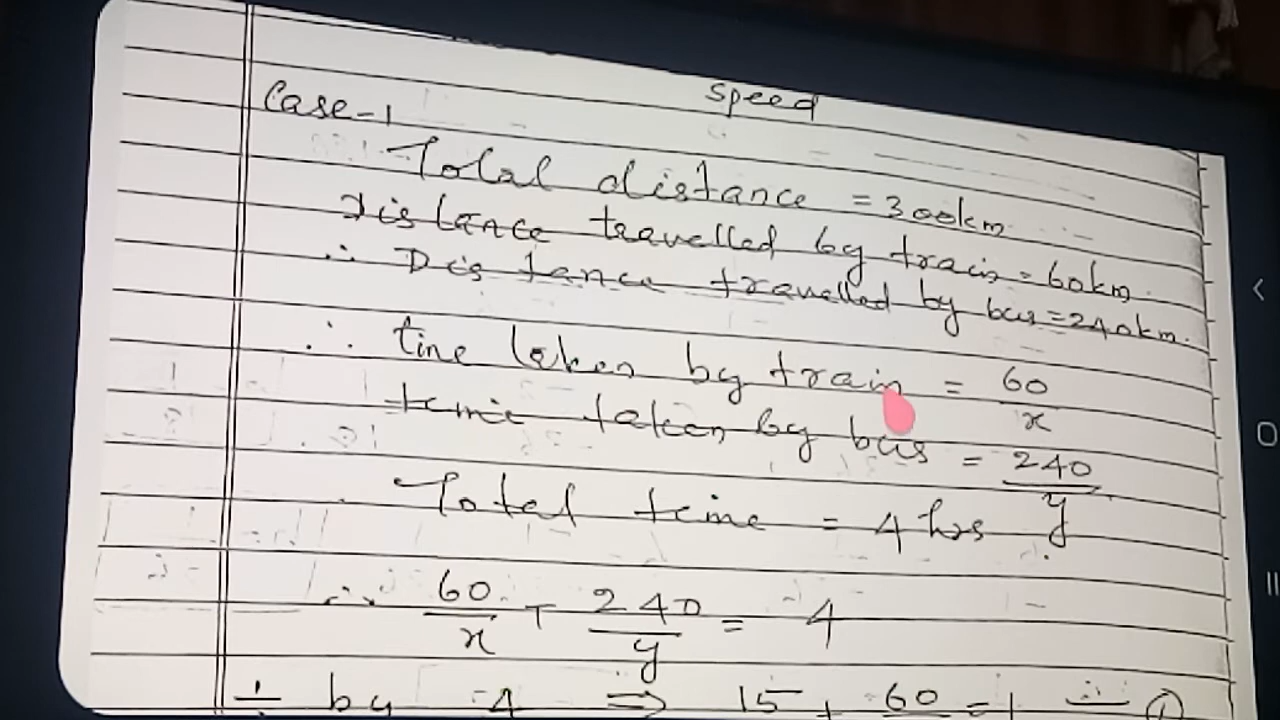 Speed
Case-1
Total distance = 300km
Distance travelled by train = 60km
∴ Distance travelled by bus = 240km.
∴ time taken by train = 60/x
time taken by bus = 240/y
Total time = 4 hrs
∴ 60/x + 240/y = 4
÷ by 4 ⇒ 15 + 60 = 1 ①